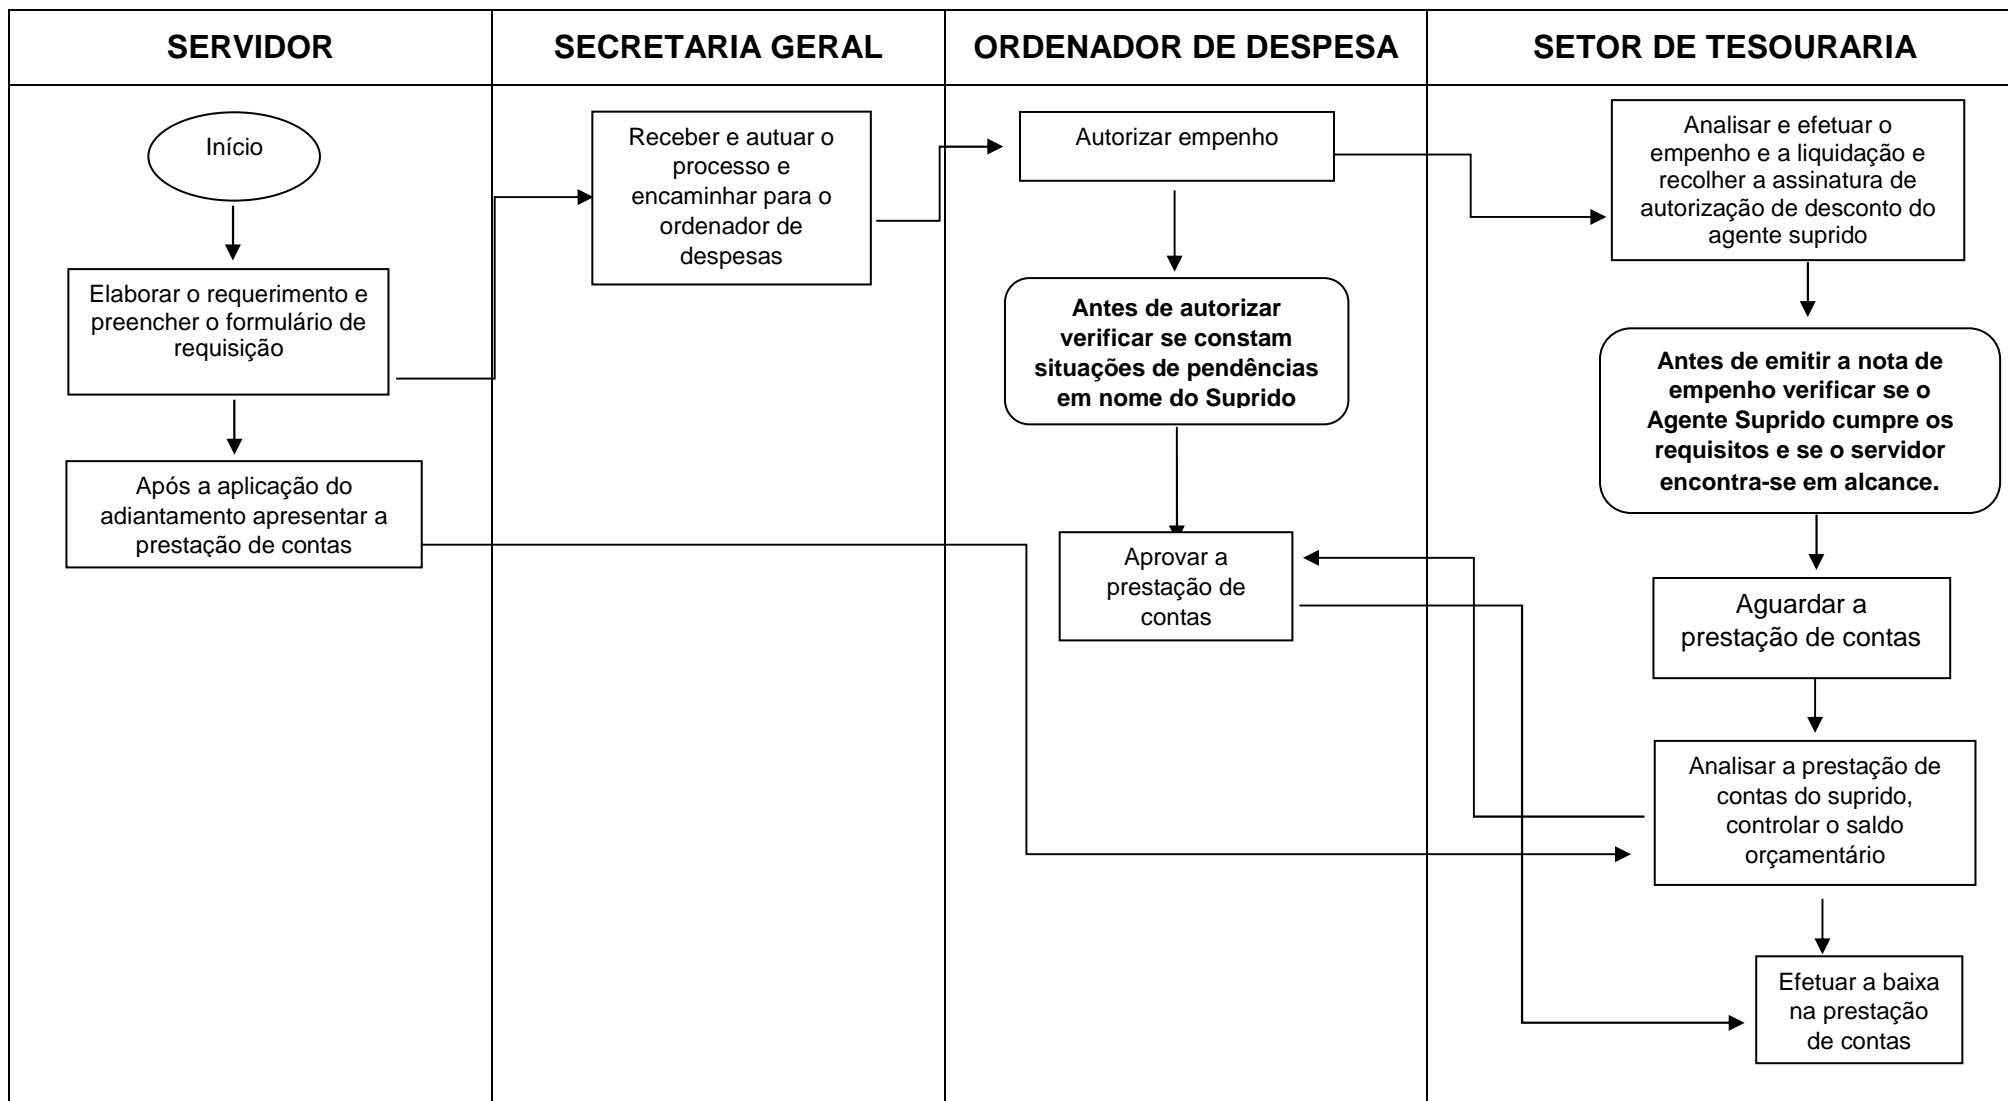 SERVIDOR
SECRETARIA GERAL
ORDENADOR DE DESPESA
SETOR DE TESOURARIA
Início
Elaborar o requerimento e
preencher o formulário de
requisição
Após a aplicação do
adiantamento apresentar a
prestação de contas
Receber e autuar o
processo e
encaminhar para o
ordenador de
despesas
Autorizar empenho
Antes de autorizar
verificar se constam
situações de pendências
em nome do Suprido
Aprovar a
prestação de
contas
Analisar e efetuar o
empenho e a liquidação e
recolher a assinatura de
autorização de desconto do
agente suprido
Antes de emitir a nota de
empenho verificar se o
Agente Suprido cumpre os
requisitos e se o servidor
encontra-se em alcance.
Aguardar a
prestação de contas
Analisar a prestação de
contas do suprido,
controlar o saldo
orçamentário
Efetuar a baixa
na prestação
de contas